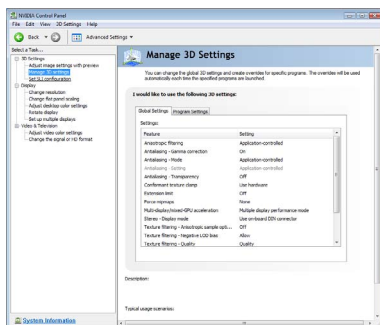 NVIDIA Control Panel
File Edit View 3D Settings Help
Back
Advanced Settings
Select a Task...
3D Settings
Adjust image settings with preview
Manage 3D settings
Set SLI configuration
Display
Change resolution
Change flat panel scaling
Adjust desktop color settings
Rotate display
Set up multiple displays
Video & Television
Adjust video color settings
Change the signal or HD format
System Information
Manage 3D Settings
You can change the global 3D settings and create overrides for specific programs. The overrides will be used
automatically each time the specified programs are launched.
I would like to use the following 3D settings:
Global Settings Program Settings
Settings:
Feature Setting
Anisotropic filtering Application-controlled
Antialiasing - Gamma correction On
Antialiasing - Mode Application-controlled
Antialiasing - Setting Application-controlled
Antialiasing - Transparency Off
Conformant texture clamp Use hardware
Extension limit Off
Force mipmaps None
Multi-display/mixed-GPU acceleration Multiple display performance mode
Stereo - Display mode Use on-board DIN connector
Texture filtering - Anisotropic sample opti... Off
Texture filtering - Negative LOD bias Allow
Texture filtering - Quality Quality
Description:
Typical usage scenarios: